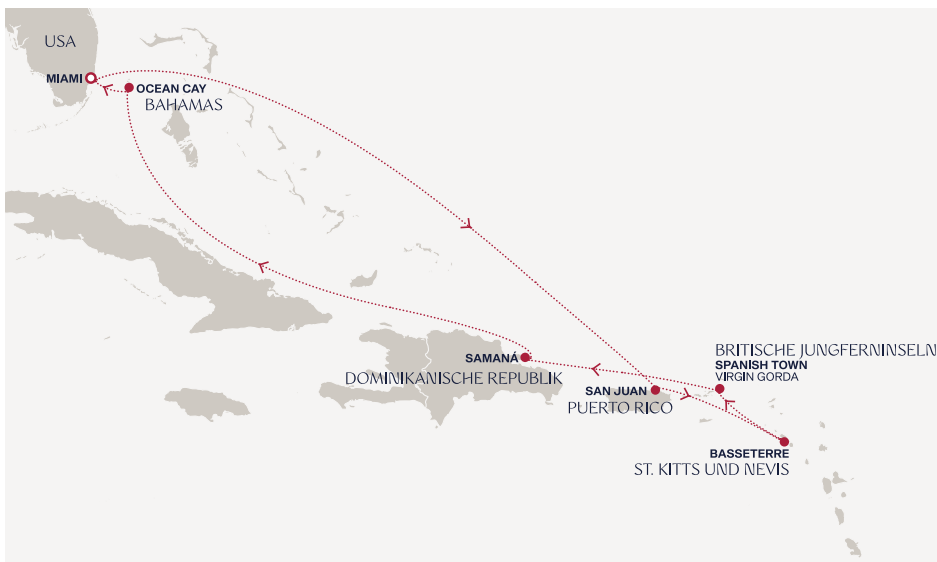 USA
MIAMI
OCEAN CAY
BAHAMAS
BRITISCHE JUNGFERNINSELN
SPANISH TOWN
VIRGIN GORDA
SAMANÁ
DOMINIKANISCHE REPUBLIK
SAN JUAN
PUERTO RICO
BASSETERRE
ST. KITTS UND NEVIS